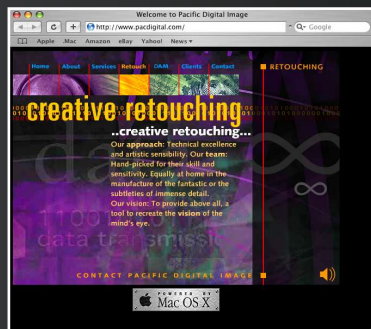 Welcome to Pacific Digital Image
http://www.pacdigital.com/
Google
Apple Mac Amazon eBay Yahoo! News
Home About Services Retouch DAM Clients Contact
RETOUCHING
creative retouching
..creative retouching...
Our approach: Technical excellence
and artistic sensibility. Our team:
Hand-picked for their skill and
sensitivity. Equally at home in the
manufacture of the fantastic or the
subtleties of immense detail.
Our vision: To provide above all, a
tool to recreate the vision of the
mind's eye.
data transmissi
CONTACT PACIFIC DIGITAL IMAGE
POWERED BY
Mac OS X